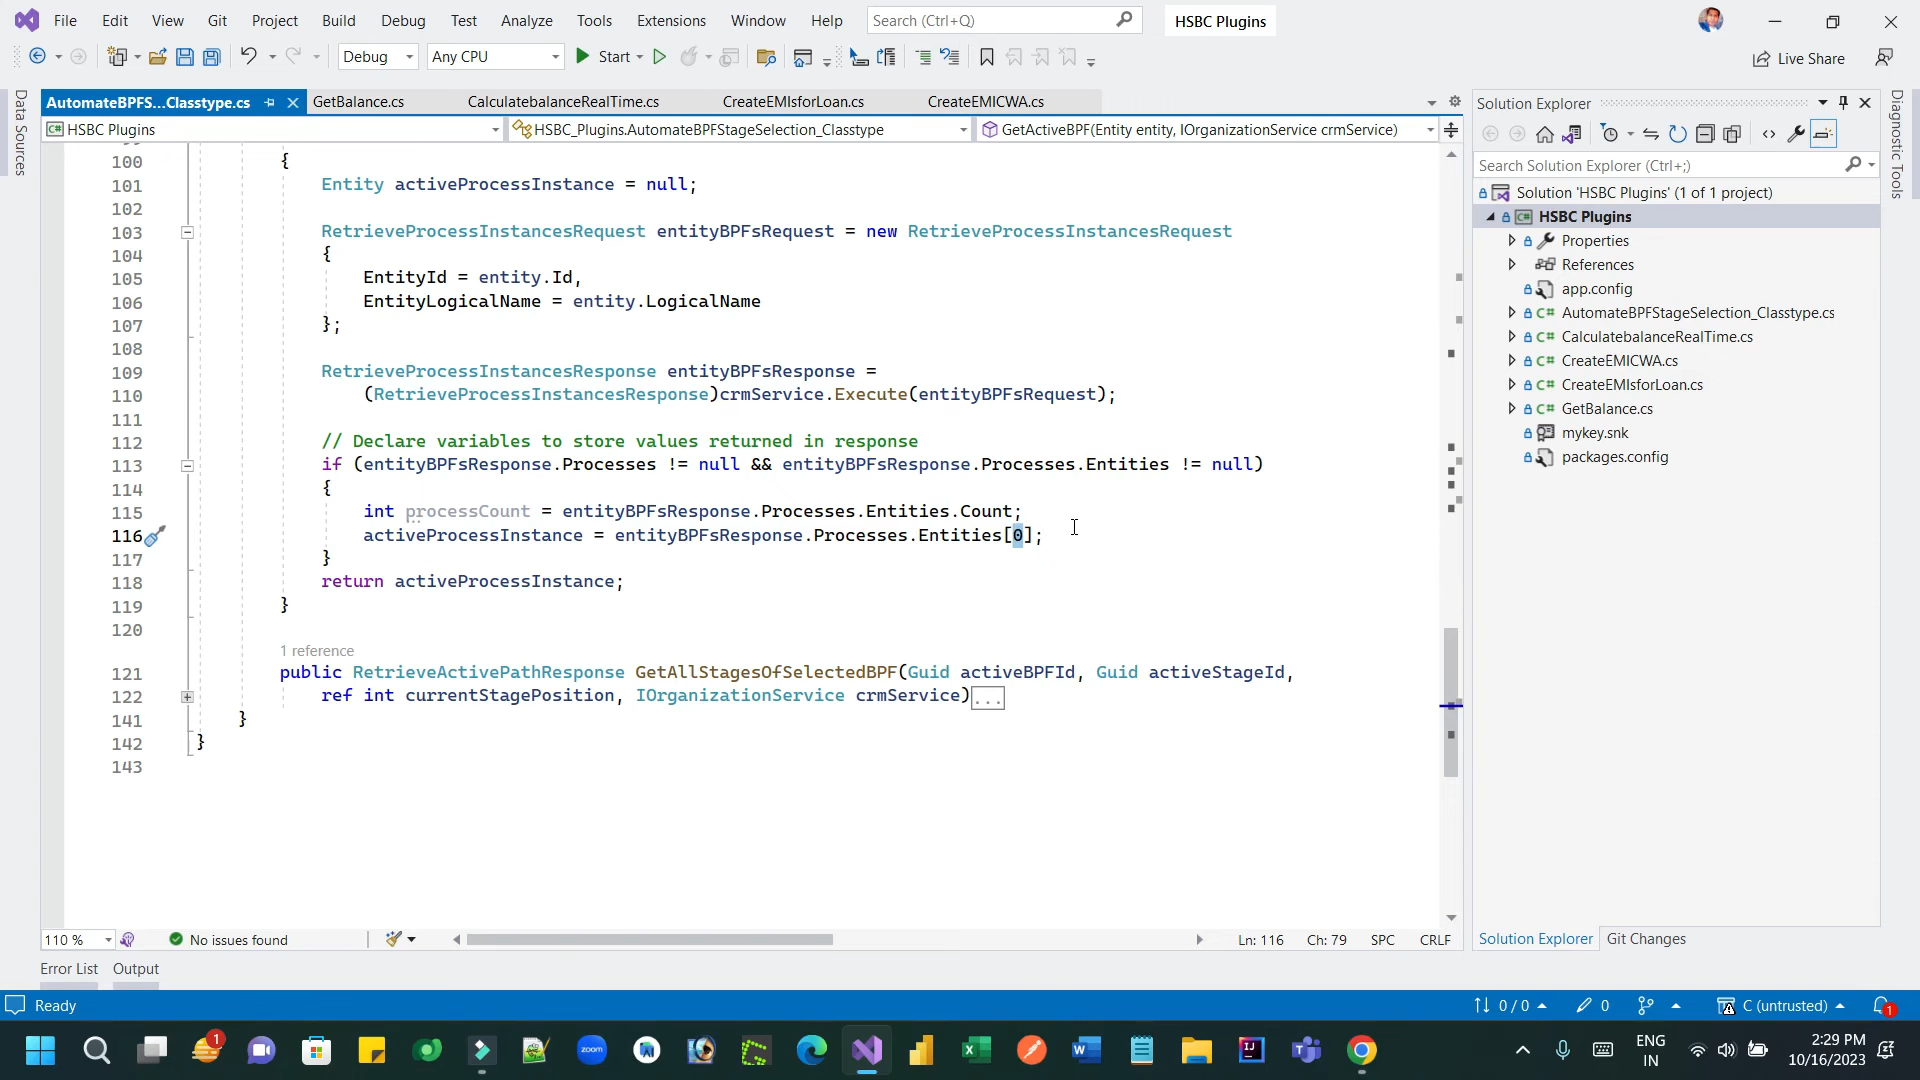 File Edit View Git Project Build Debug Test Analyze Tools Extensions Window Help Search (Ctrl+Q) HSBC Plugins
Debug Any CPU Start Live Share
Data Sources
AutomateBPFS...Classtype.cs GetBalance.cs CalculatebalanceRealTime.cs CreateEMIsforLoan.cs CreateEMICWA.cs
HSBC Plugins HSBC_Plugins.AutomateBPFStageSelection_Classtype GetActiveBPF(Entity entity, IOrganizationService crmService)
100 {
101 Entity activeProcessInstance = null;
102
103 RetrieveProcessInstancesRequest entityBPFsRequest = new RetrieveProcessInstancesRequest
104 {
105 EntityId = entity.Id,
106 EntityLogicalName = entity.LogicalName
107 };
108
109 RetrieveProcessInstancesResponse entityBPFsResponse =
110 (RetrieveProcessInstancesResponse)crmService.Execute(entityBPFsRequest);
111
112 // Declare variables to store values returned in response
113 if (entityBPFsResponse.Processes != null && entityBPFsResponse.Processes.Entities != null)
114 {
115 int processCount = entityBPFsResponse.Processes.Entities.Count;
116 activeProcessInstance = entityBPFsResponse.Processes.Entities[0];
117 }
118 return activeProcessInstance;
119 }
120
1 reference
121 public RetrieveActivePathResponse GetAllStagesOfSelectedBPF(Guid activeBPFId, Guid activeStageId,
122 ref int currentStagePosition, IOrganizationService crmService)...
141 }
142 }
143
110 % No issues found Ln: 116 Ch: 79 SPC CRLF
Error List Output
Solution Explorer
Search Solution Explorer (Ctrl+;)
Solution 'HSBC Plugins' (1 of 1 project)
HSBC Plugins
Properties
References
app.config
AutomateBPFStageSelection_Classtype.cs
CalculatebalanceRealTime.cs
CreateEMICWA.cs
CreateEMIsforLoan.cs
GetBalance.cs
mykey.snk
packages.config
Solution Explorer Git Changes
Diagnostic Tools
Ready 0 / 0 0 C (untrusted) 1
1 zoom ENG IN 2:29 PM 10/16/2023